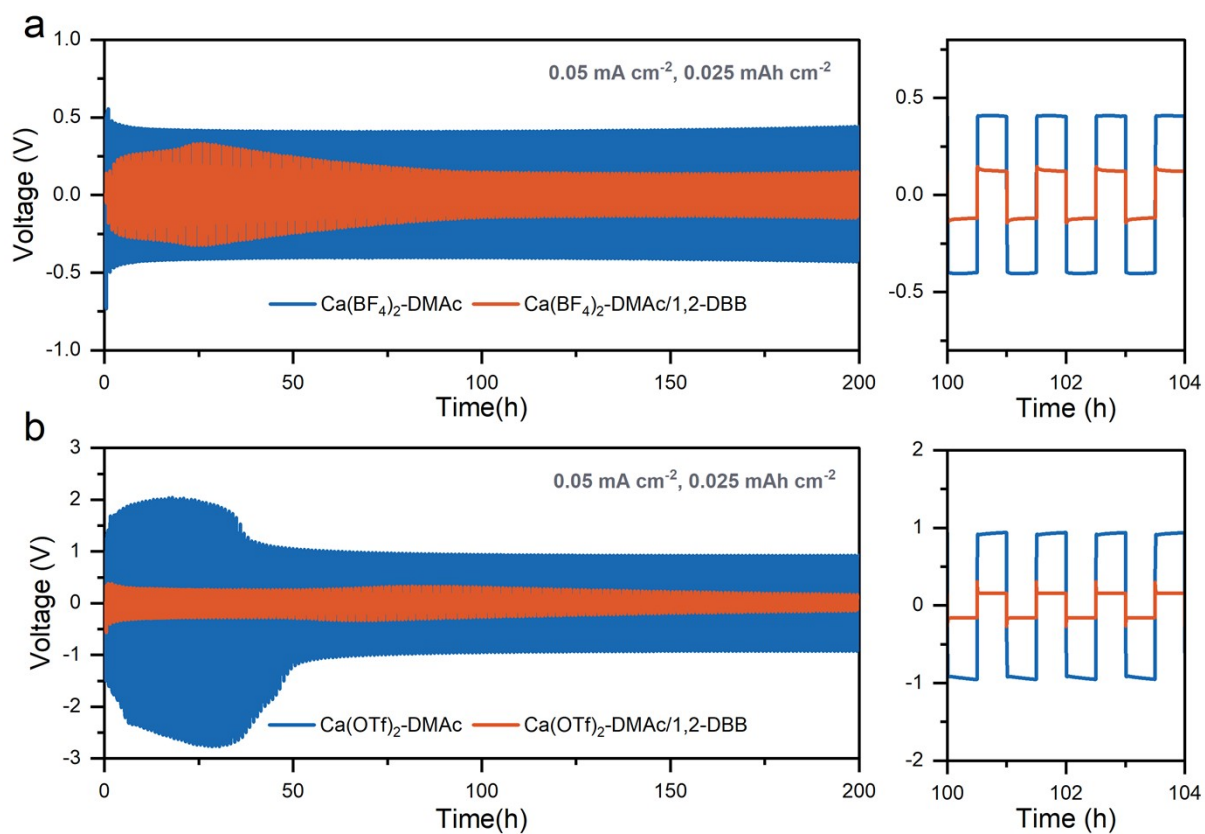 a
Voltage (V)
1.0
0.5
0.0
-0.5
-1.0
0.05 mA cm⁻², 0.025 mAh cm⁻²
Ca(BF₄)₂-DMAc
Ca(BF₄)₂-DMAc/1,2-DBB
0 50 100 150 200
Time(h)
0.5
0.0
-0.5
100 102 104
Time (h)
b
Voltage (V)
3
2
1
0
-1
-2
-3
0.05 mA cm⁻², 0.025 mAh cm⁻²
Ca(OTf)₂-DMAc
Ca(OTf)₂-DMAc/1,2-DBB
0 50 100 150 200
Time(h)
2
1
0
-1
-2
100 102 104
Time (h)